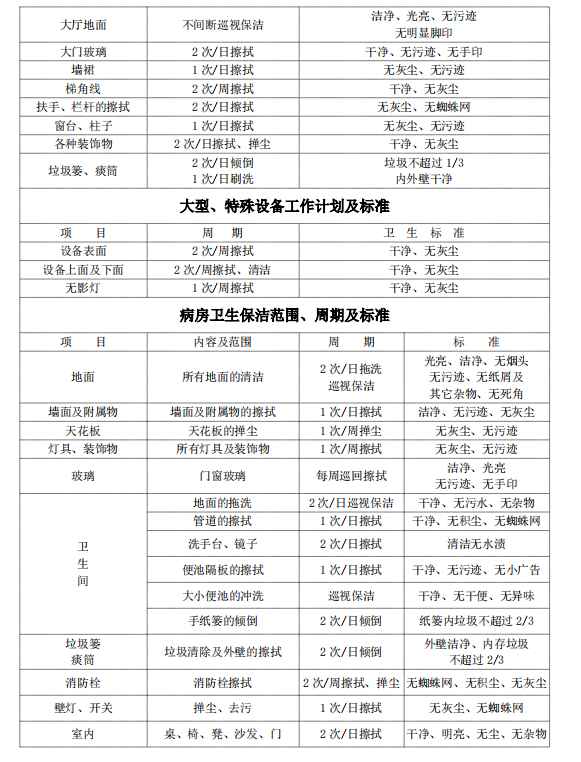 大厅地面 不间断巡视保洁 洁净、光亮、无污迹
无明显脚印
大门玻璃 2次/日擦拭 干净、无污迹、无手印
墙裙 1次/日擦拭 无灰尘、无污迹
梯角线 2次/周擦拭 干净、无灰尘
扶手、栏杆的擦拭 2次/日擦拭 无灰尘、无蜘蛛网
窗台、柱子 1次/日擦拭 无灰尘、无污迹
各种装饰物 2次/日擦拭、掸尘 干净、无灰尘
垃圾篓、痰筒 2次/日倾倒 垃圾不超过1/3
1次/日刷洗 内外壁干净
大型、特殊设备工作计划及标准
项 目 周 期 卫 生 标 准
设备表面 2次/周擦拭 干净、无灰尘
设备上面及下面 2次/周擦拭、清洁 干净、无灰尘
无影灯 1次/周擦拭 干净、无灰尘
病房卫生保洁范围、周期及标准
项 目 内容及范围 周 期 标 准
地面 所有地面的清洁 2次/日拖洗
巡视保洁 光亮、洁净、无烟头
无污迹、无纸屑及
其它杂物、无死角
墙面及附属物 墙面及附属物的擦拭 1次/日擦拭 洁净、无污迹、无灰尘
天花板 天花板的掸尘 1次/周掸尘 无灰尘、无污迹
灯具、装饰物 所有灯具及装饰物 1次/周擦拭 无灰尘、无污迹
玻璃 门窗玻璃 每周巡回擦拭 洁净、光亮
无污迹、无手印
卫
生
间
地面的拖洗 2次/日巡视保洁 干净、无污水、无杂物
管道的擦拭 1次/日擦拭 干净、无积尘、无蜘蛛网
洗手台、镜子 2次/日擦拭 清洁无水渍
便池隔板的擦拭 1次/日擦拭 干净、无污迹、无小广告
大小便池的冲洗 巡视保洁 干净、无干便、无异味
手纸篓的倾倒 2次/日倾倒 纸篓内垃圾不超过2/3
垃圾篓
痰筒 垃圾清除及外壁的擦拭 2次/日倾倒 外壁洁净、内存垃圾
不超过2/3
消防栓 消防栓擦拭 2次/周擦拭、掸尘 无蜘蛛网、无积尘、无灰尘
壁灯、开关 掸尘、去污 1次/日擦拭 无灰尘、无蜘蛛网
室内 桌、椅、凳、沙发、门 2次/日擦拭 干净、明亮、无尘、无杂物